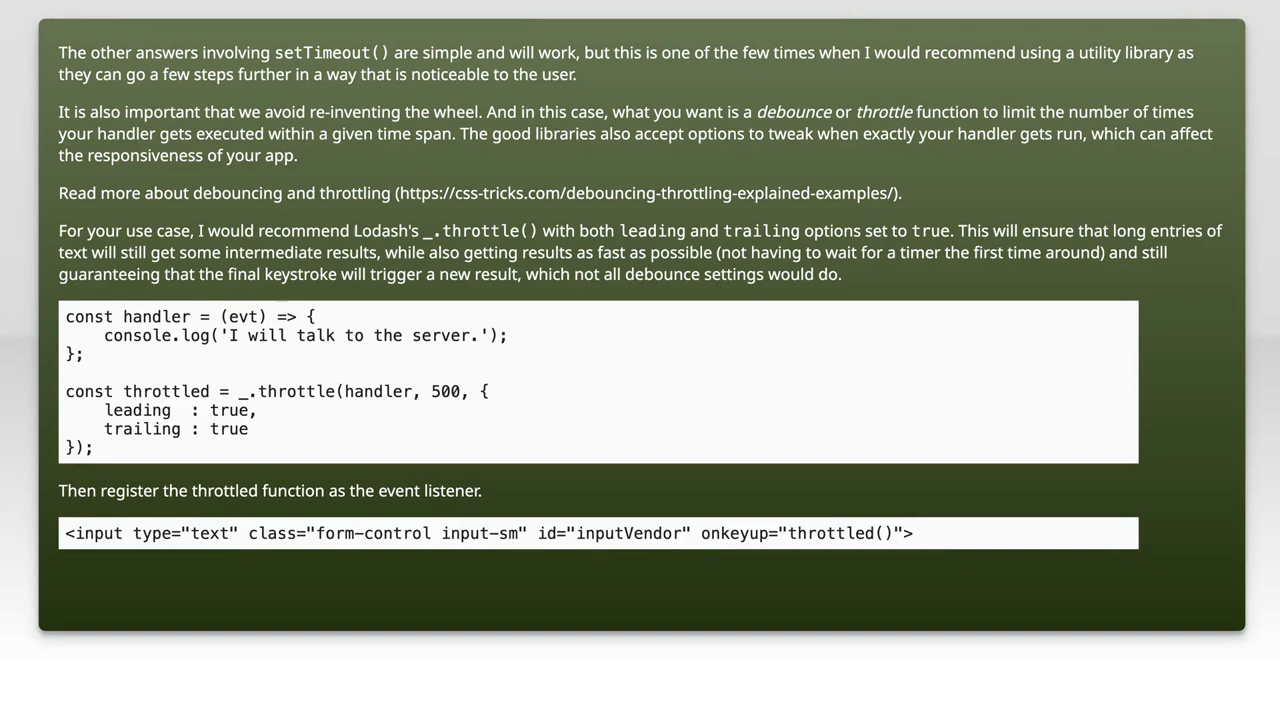 The other answers involving setTimeout() are simple and will work, but this is one of the few times when I would recommend using a utility library as
they can go a few steps further in a way that is noticeable to the user.
It is also important that we avoid re-inventing the wheel. And in this case, what you want is a debounce or throttle function to limit the number of times
your handler gets executed within a given time span. The good libraries also accept options to tweak when exactly your handler gets run, which can affect
the responsiveness of your app.
Read more about debouncing and throttling (https://css-tricks.com/debouncing-throttling-explained-examples/).
For your use case, I would recommend Lodash's _.throttle() with both leading and trailing options set to true. This will ensure that long entries of
text will still get some intermediate results, while also getting results as fast as possible (not having to wait for a timer the first time around) and still
guaranteeing that the final keystroke will trigger a new result, which not all debounce settings would do.
const handler = (evt) => {
    console.log('I will talk to the server.');
};
const throttled = _.throttle(handler, 500, {
    leading  : true,
    trailing : true
});
Then register the throttled function as the event listener.
<input type="text" class="form-control input-sm" id="inputVendor" onkeyup="throttled()">